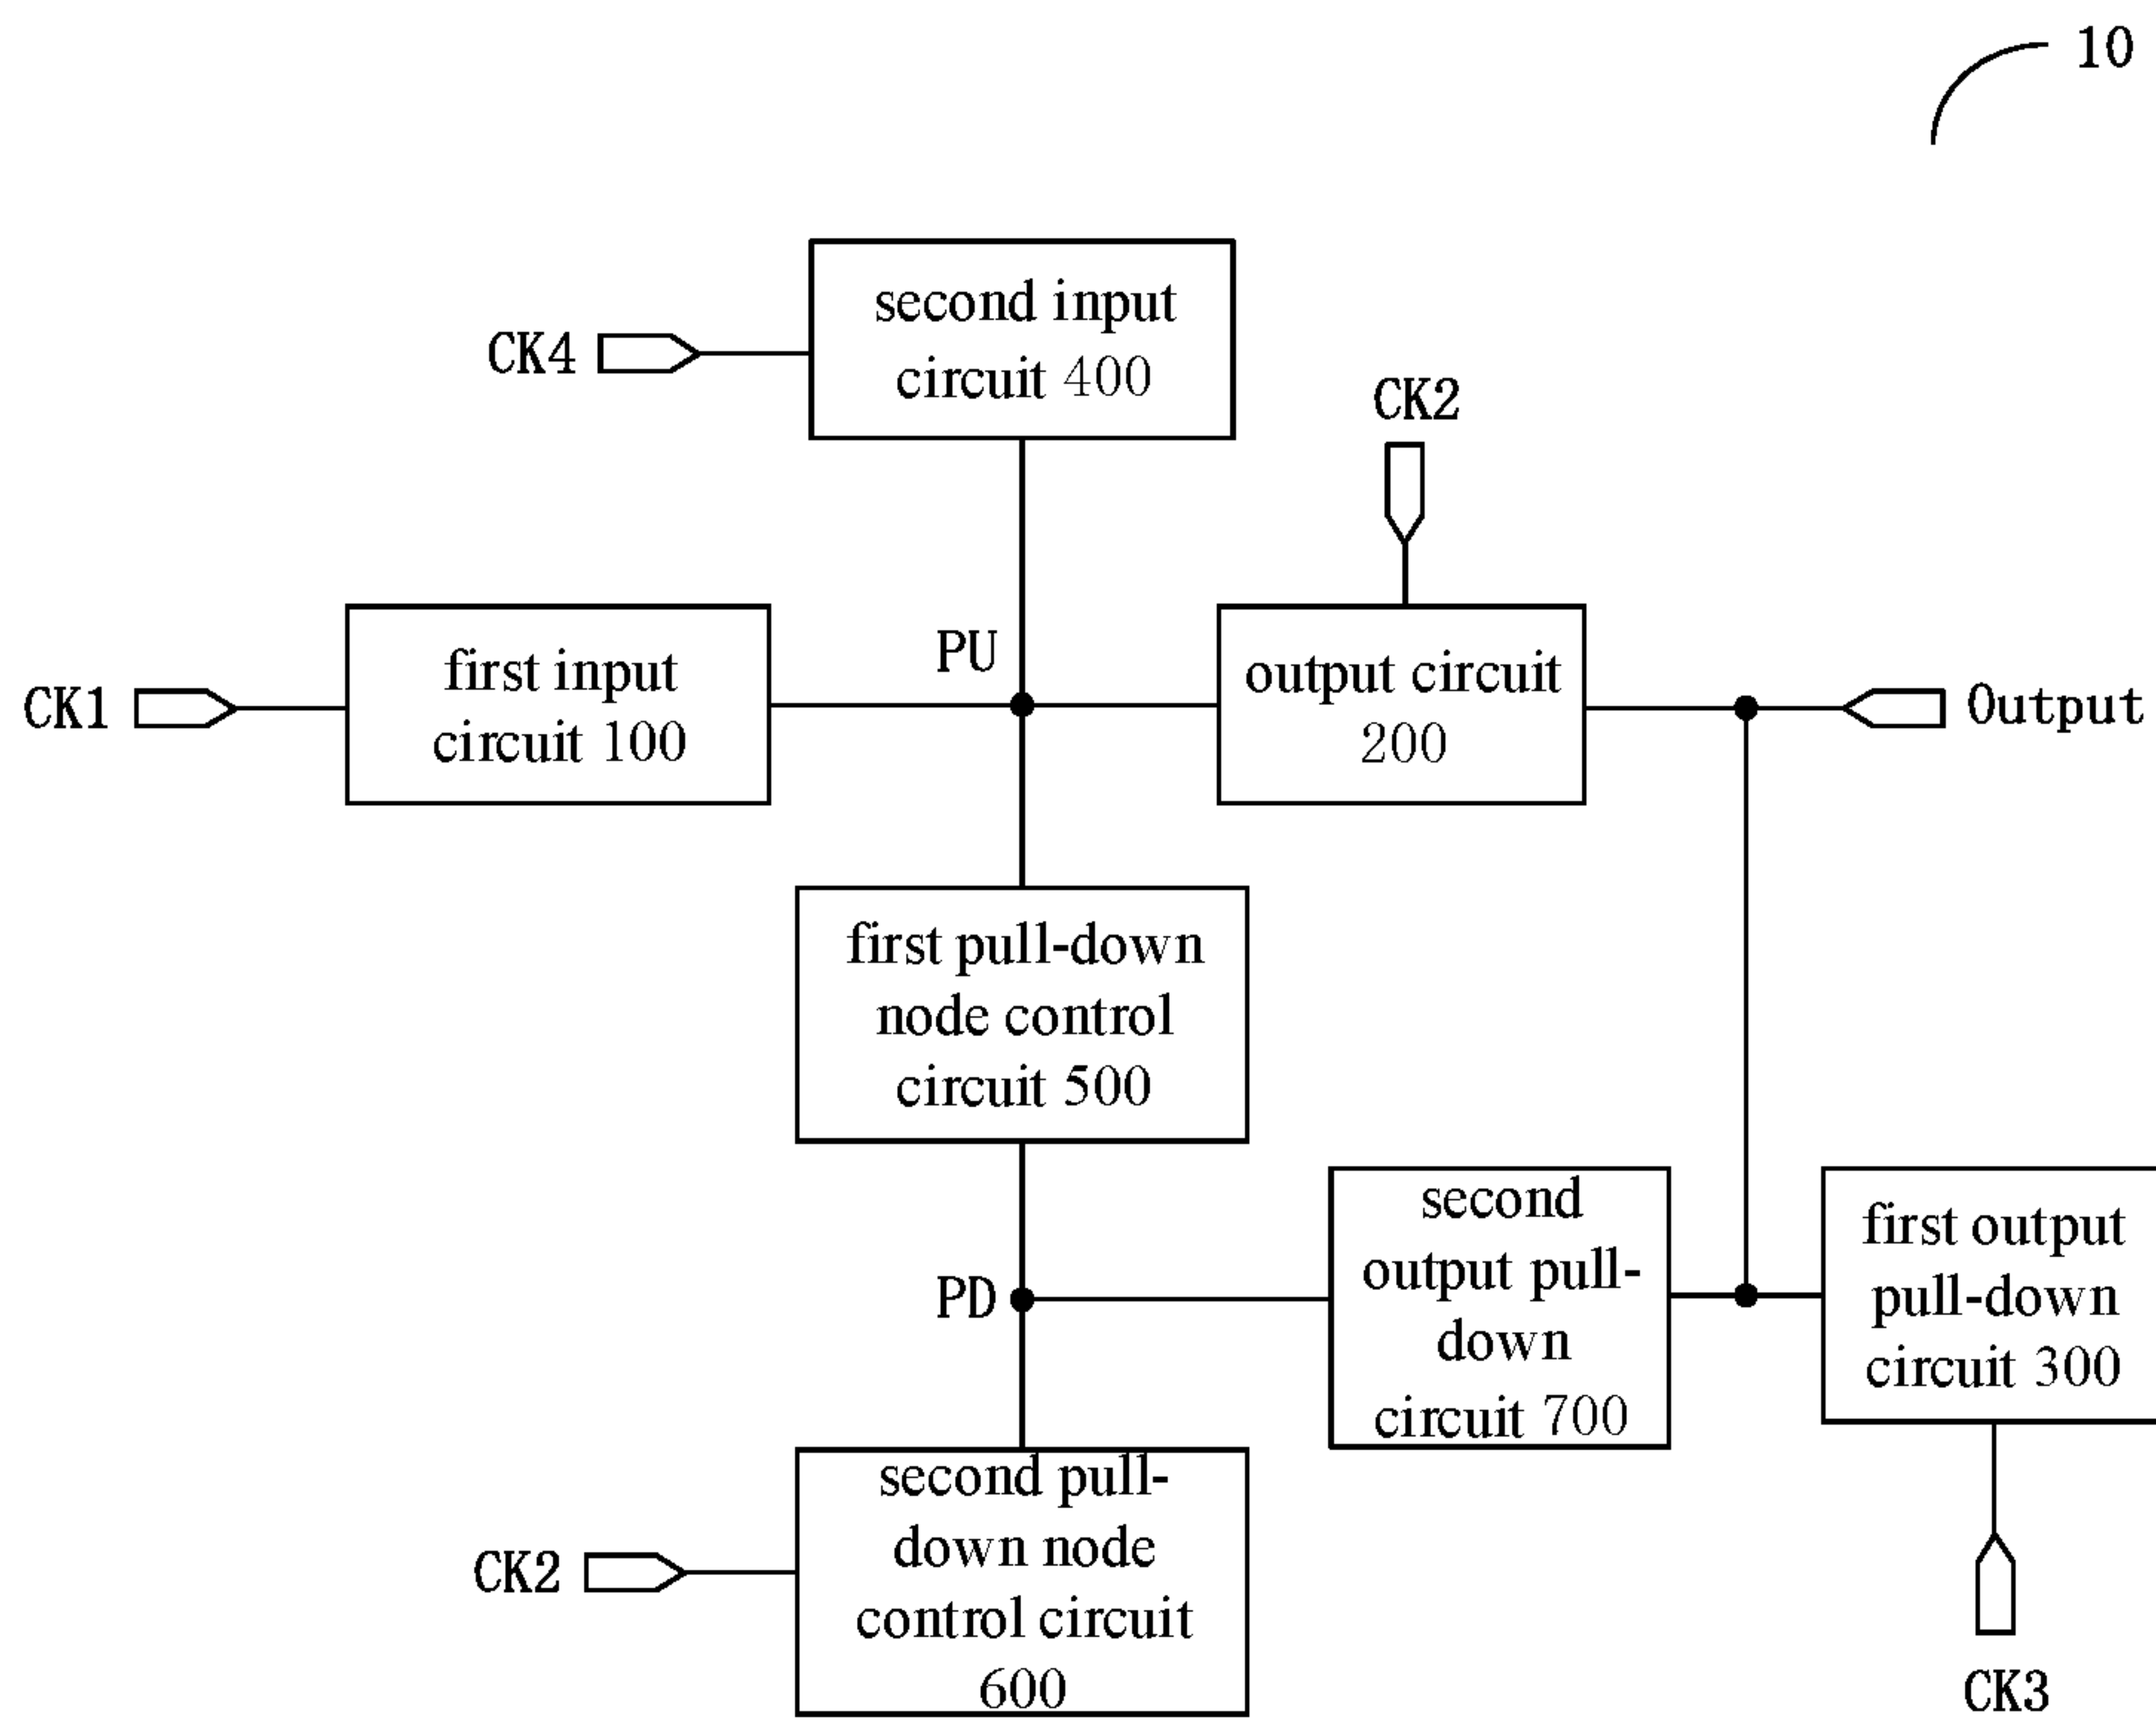 10
second input
circuit 400
CK4
CK2
PU
first input
circuit 100
output circuit
200
CK1
Output
first pull-down
node control
circuit 500
second
output pull-
down
circuit 700
first output
pull-down
circuit 300
PD
second pull-
down node
control circuit
600
CK2
CK3